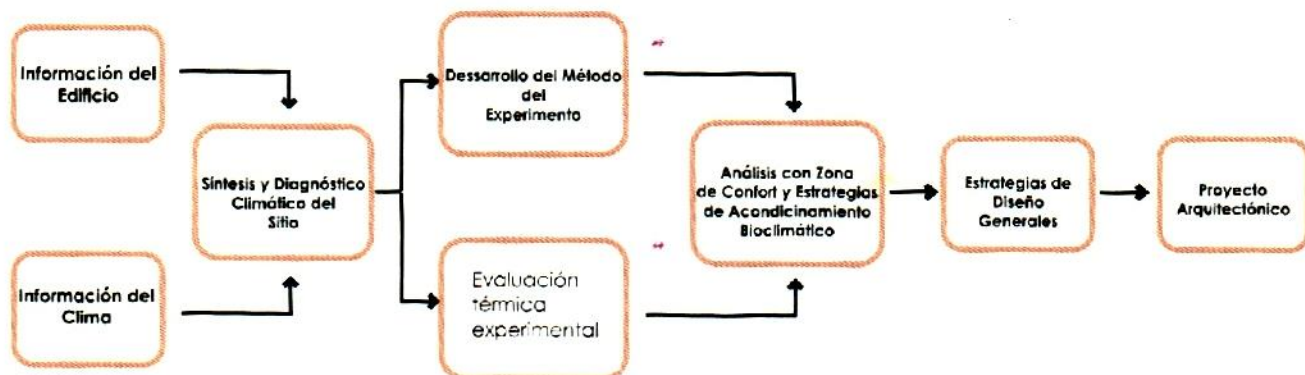 Información del
Edificio
Información del
Clima
Síntesis y Diagnóstico
Climático del
Sitio
Dessarrollo del Método
del
Experimento
Evaluación
térmica
experimental
Análisis con Zona
de Confort y Estrategias
de Acondicinamiento
Bioclimático
Estrategias de
Diseño
Generales
Proyecto
Arquitectónico